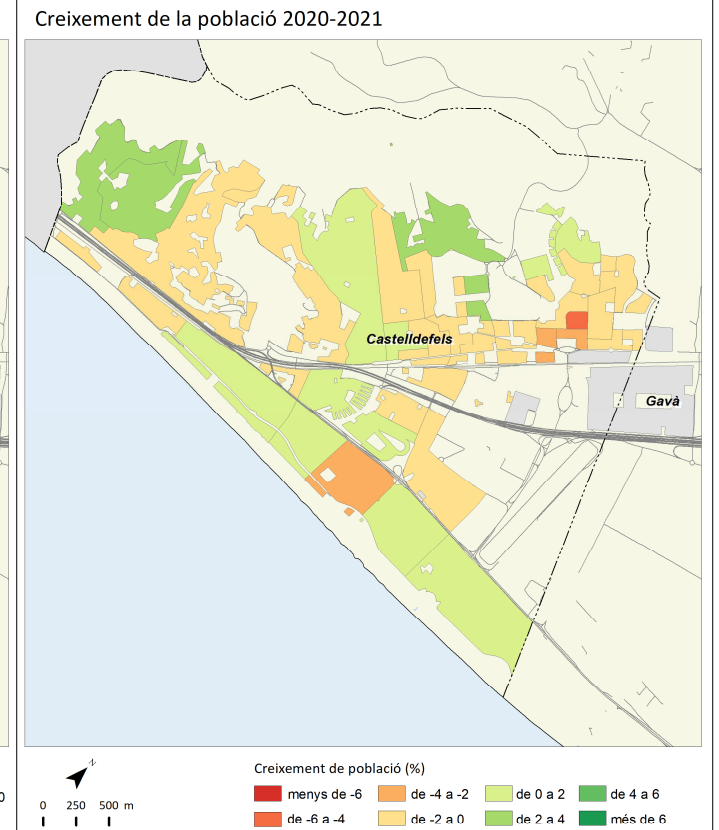 Creixement de la població 2020-2021
Castelldefels
Gavà
N
0
0 250 500 m
Creixement de població (%)
menys de -6
de -4 a -2
de 0 a 2
de 4 a 6
de -6 a -4
de -2 a 0
de 2 a 4
més de 6